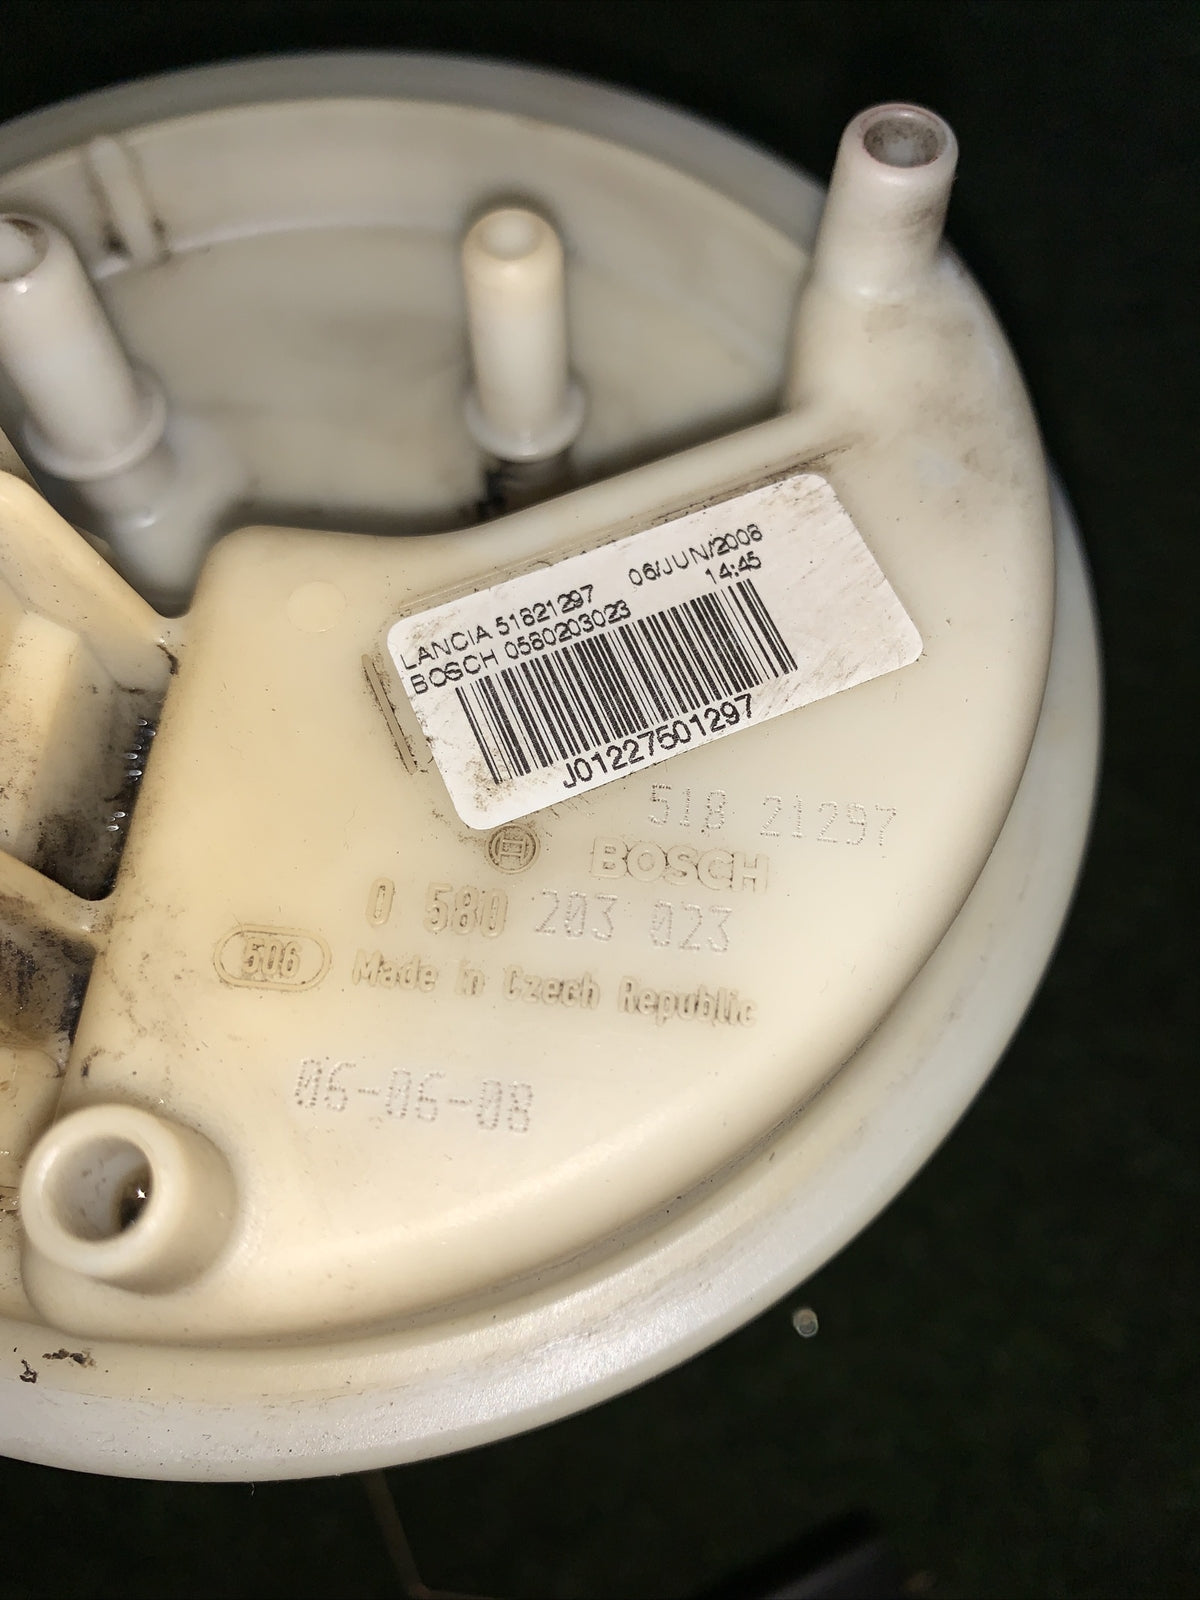 LANCIA 51821297 06/JUN/2008
BOSCH 0580203023 14:45
J01227501297
518 21297
BOSCH
0 580 203 023
506 Made in Czech Republic
06-06-08